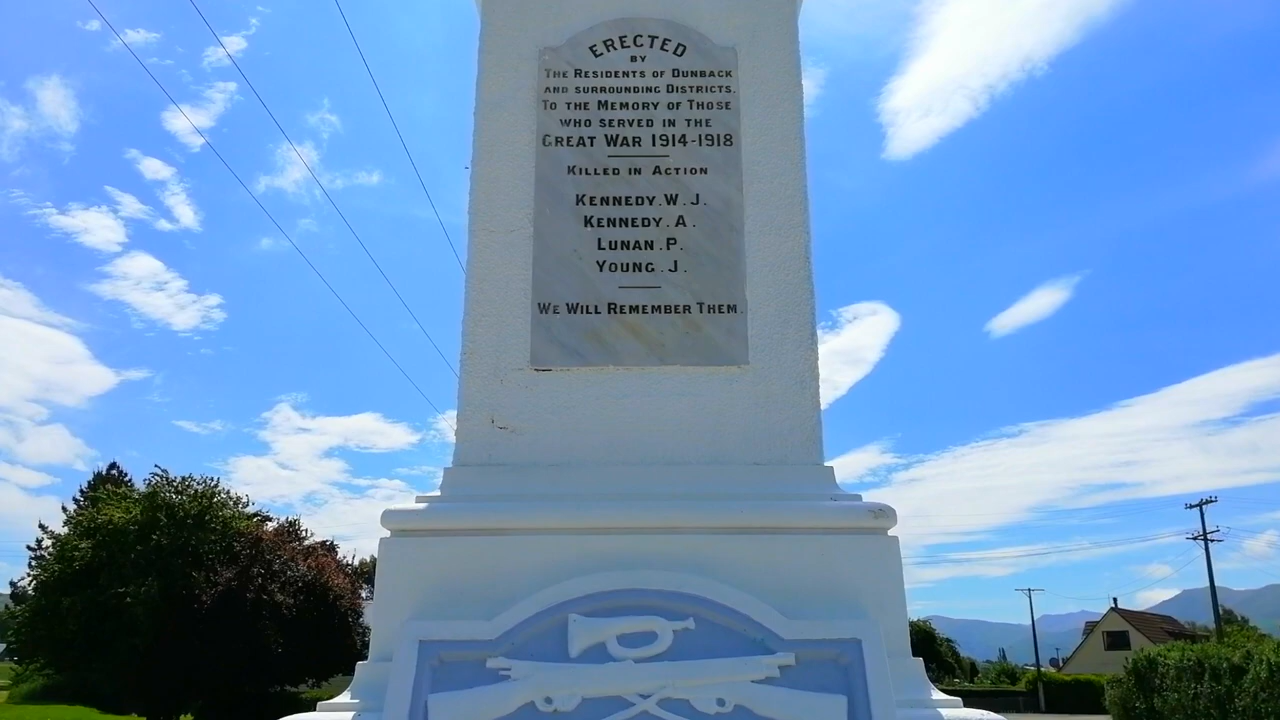 ERECTED
BY
THE RESIDENTS OF DUNBACK
AND SURROUNDING DISTRICTS.
TO THE MEMORY OF THOSE
WHO SERVED IN THE
GREAT WAR 1914-1918
KILLED IN ACTION
KENNEDY. W. J.
KENNEDY. A.
LUNAN. P.
YOUNG. J.
WE WILL REMEMBER THEM.